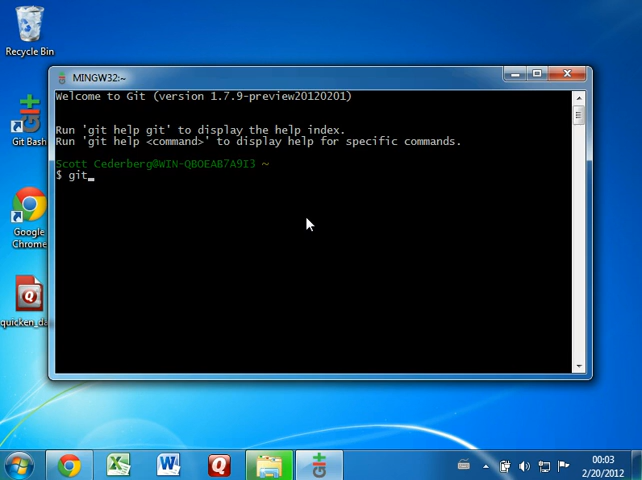 Recycle Bin
MINGW32:~
Welcome to Git (version 1.7.9-preview20120201)
Run 'git help git' to display the help index.
Run 'git help <command>' to display help for specific commands.
Scott Cederberg@WIN-QBOEAB7A9I3 ~
$ git
Git Bash
Google
Chrome
quicken_da
00:03
2/20/2012